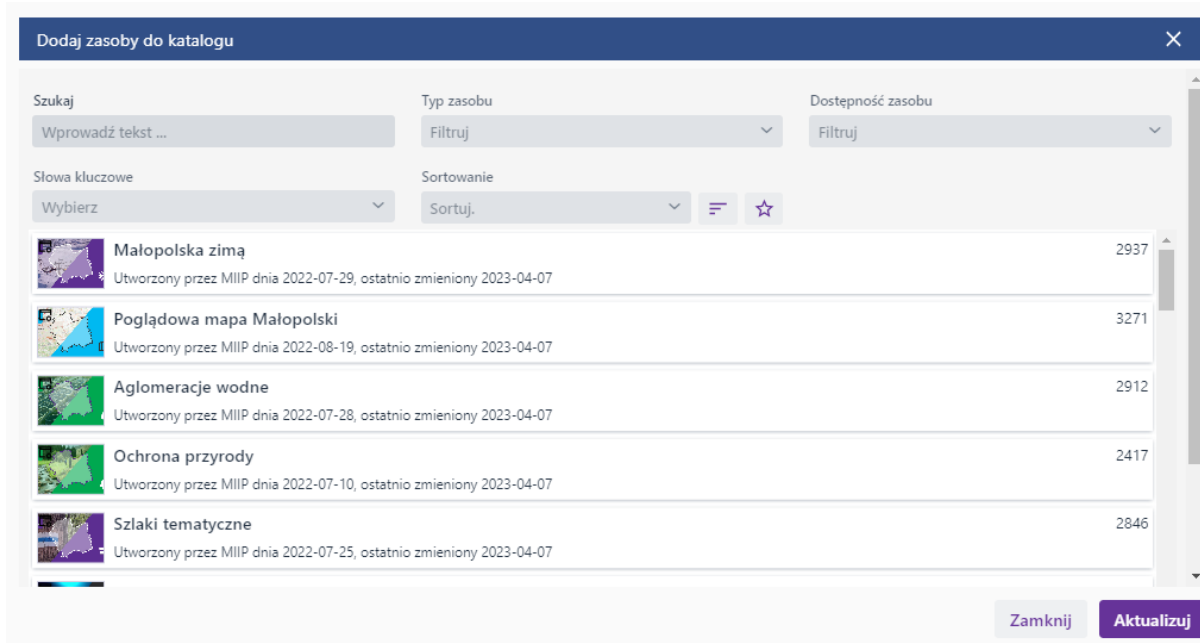 Dodaj zasoby do katalogu
Szukaj
Typ zasobu
Dostępność zasobu
Wprowadź tekst ...
Filtruj
Filtruj
Słowa kluczowe
Sortowanie
Wybierz
Sortuj.
Małopolska zimą
2937
Utworzony przez MIIP dnia 2022-07-29, ostatnio zmieniony 2023-04-07
Poglądowa mapa Małopolski
3271
Utworzony przez MIIP dnia 2022-08-19, ostatnio zmieniony 2023-04-07
Aglomeracje wodne
2912
Utworzony przez MIIP dnia 2022-07-28, ostatnio zmieniony 2023-04-07
Ochrona przyrody
2417
Utworzony przez MIIP dnia 2022-07-10, ostatnio zmieniony 2023-04-07
Szlaki tematyczne
2846
Utworzony przez MIIP dnia 2022-07-25, ostatnio zmieniony 2023-04-07
Zamknij
Aktualizuj